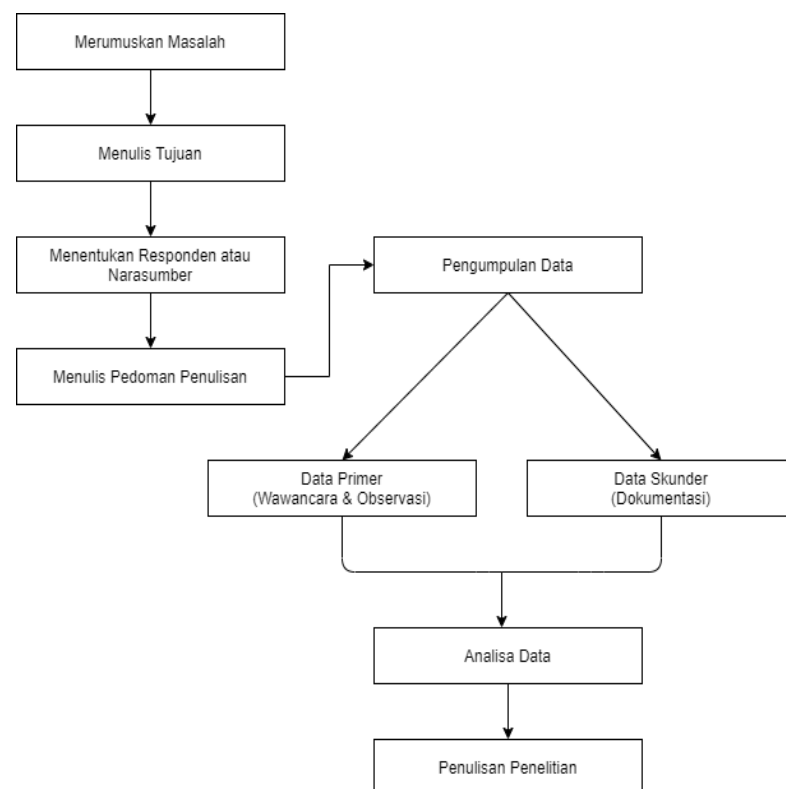 Merumuskan Masalah
Menulis Tujuan
Menentukan Responden atau
Narasumber
Menulis Pedoman Penulisan
Pengumpulan Data
Data Primer
(Wawancara & Observasi)
Data Skunder
(Dokumentasi)
Analisa Data
Penulisan Penelitian